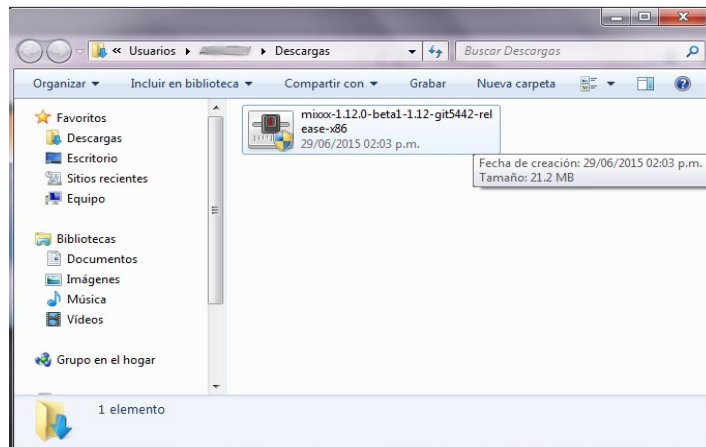 « Usuarios ▸ ▸ Descargas
Buscar Descargas
Organizar Incluir en biblioteca Compartir con Grabar Nueva carpeta
Favoritos
Descargas
Escritorio
Sitios recientes
Equipo
Bibliotecas
Documentos
Imágenes
Música
Vídeos
Grupo en el hogar
mixxx-1.12.0-beta1-1.12-git5442-rel
ease-x86
29/06/2015 02:03 p.m.
Fecha de creación: 29/06/2015 02:03 p.m.
Tamaño: 21.2 MB
1 elemento